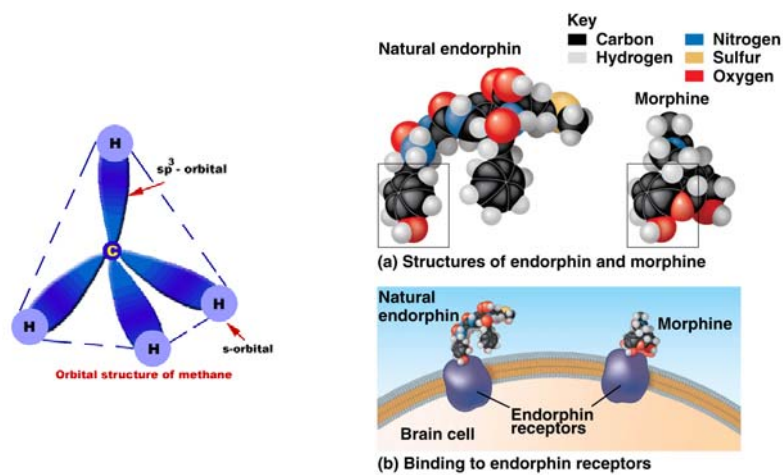 H
sp³ - orbital
C
H
H
H
s-orbital
Orbital structure of methane
Key
Carbon
Hydrogen
Nitrogen
Sulfur
Oxygen
Natural endorphin
Morphine
(a) Structures of endorphin and morphine
Natural
endorphin
Morphine
Endorphin
receptors
Brain cell
(b) Binding to endorphin receptors